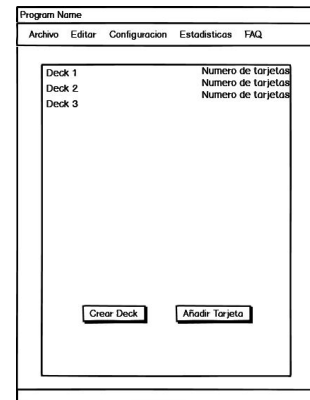 Program Name
Archivo Editar Configuracion Estadisticas FAQ
Deck 1 Numero de tarjetas
Deck 2 Numero de tarjetas
Deck 3 Numero de tarjetas
Crear Deck Añadir Tarjeta